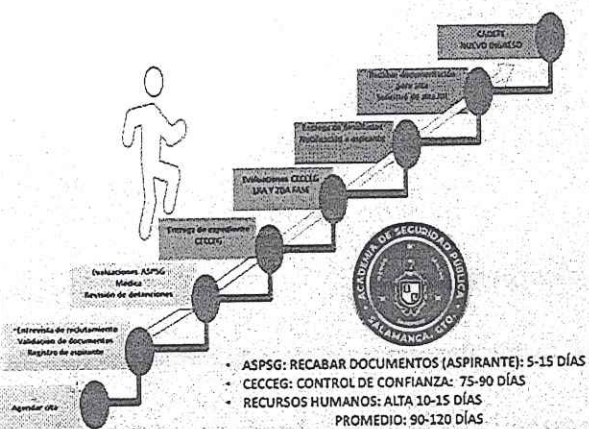 CADETE
NUEVO INGRESO
Recabar documentación
para una
Solicitud de alta
Entrega de
Notificación a aspirante
Evaluaciones CECCEG
1RA Y 2DA FASE
Entrega de expediente
CECCEG
Evaluaciones ASPSG
Médica
Revisión de detenciones
*Entrevista de reclutamiento
Validación de documentos
Registro de aspirante
Agendar cita
ACADEMIA DE SEGURIDAD PÚBLICA
SALAMANCA, GTO.
• ASPSG: RECABAR DOCUMENTOS (ASPIRANTE): 5-15 DÍAS
• CECCEG: CONTROL DE CONFIANZA: 75-90 DÍAS
• RECURSOS HUMANOS: ALTA 10-15 DÍAS
PROMEDIO: 90-120 DÍAS